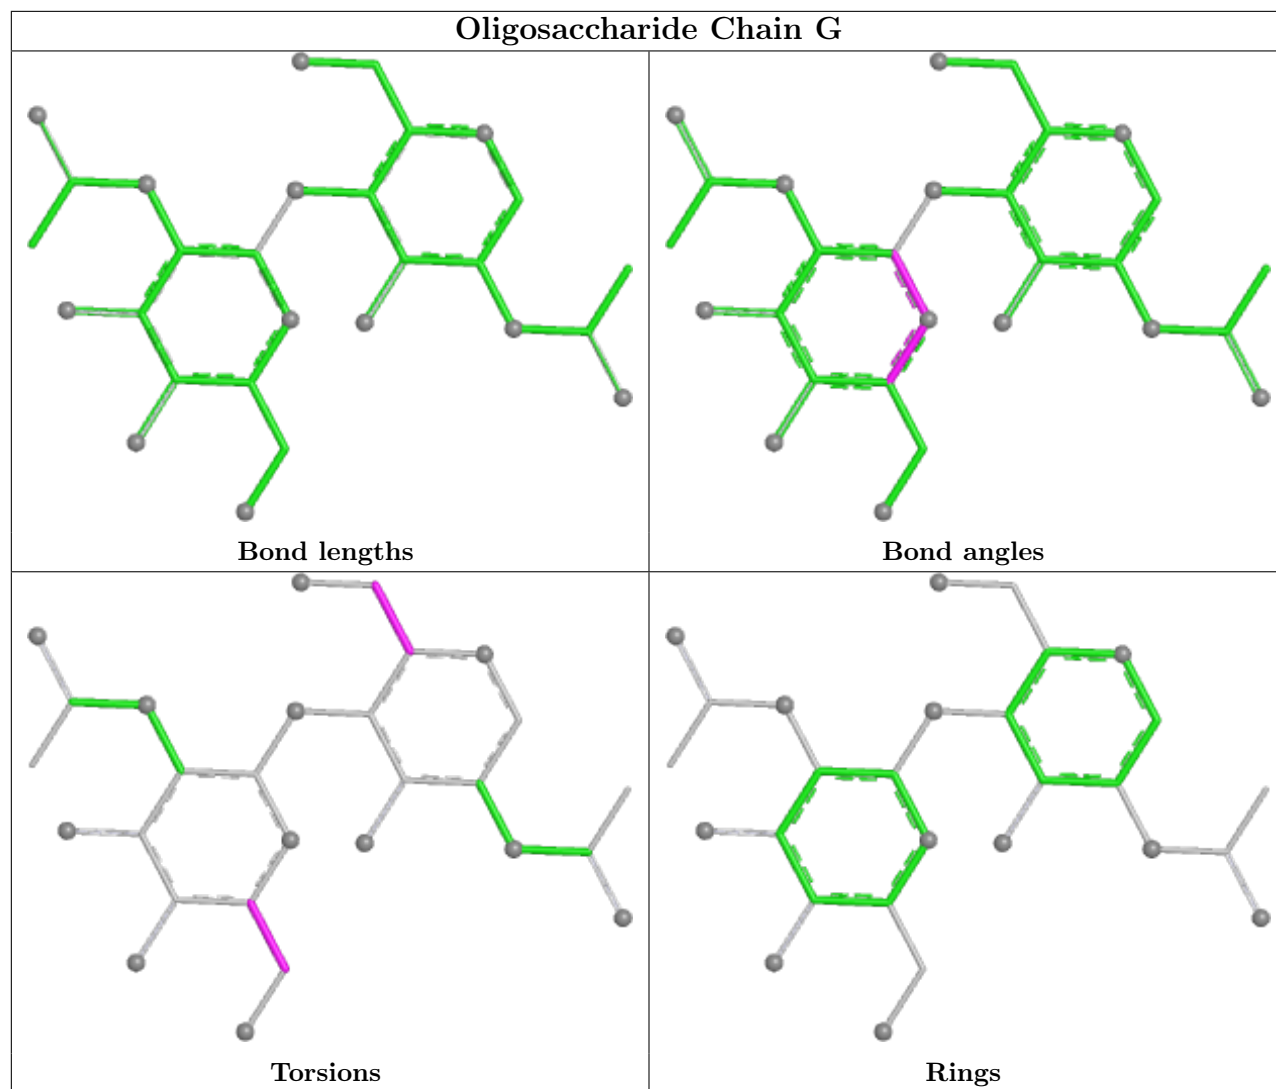 Oligosaccharide Chain G
Bond lengths
Bond angles
Torsions
Rings